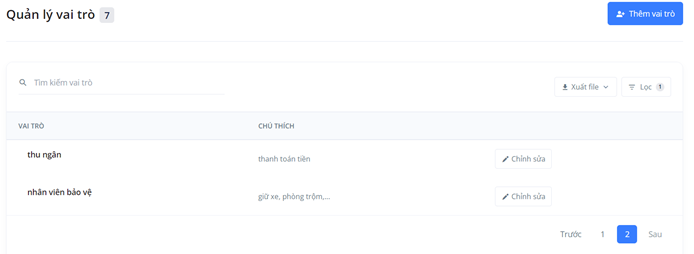 Quản lý vai trò 7
Thêm vai trò
Tìm kiếm vai trò
Xuất file
Lọc 1
VAI TRÒ CHÚ THÍCH
thu ngân thanh toán tiền Chỉnh sửa
nhân viên bảo vệ giữ xe, phòng trộm,... Chỉnh sửa
Trước 1 2 Sau